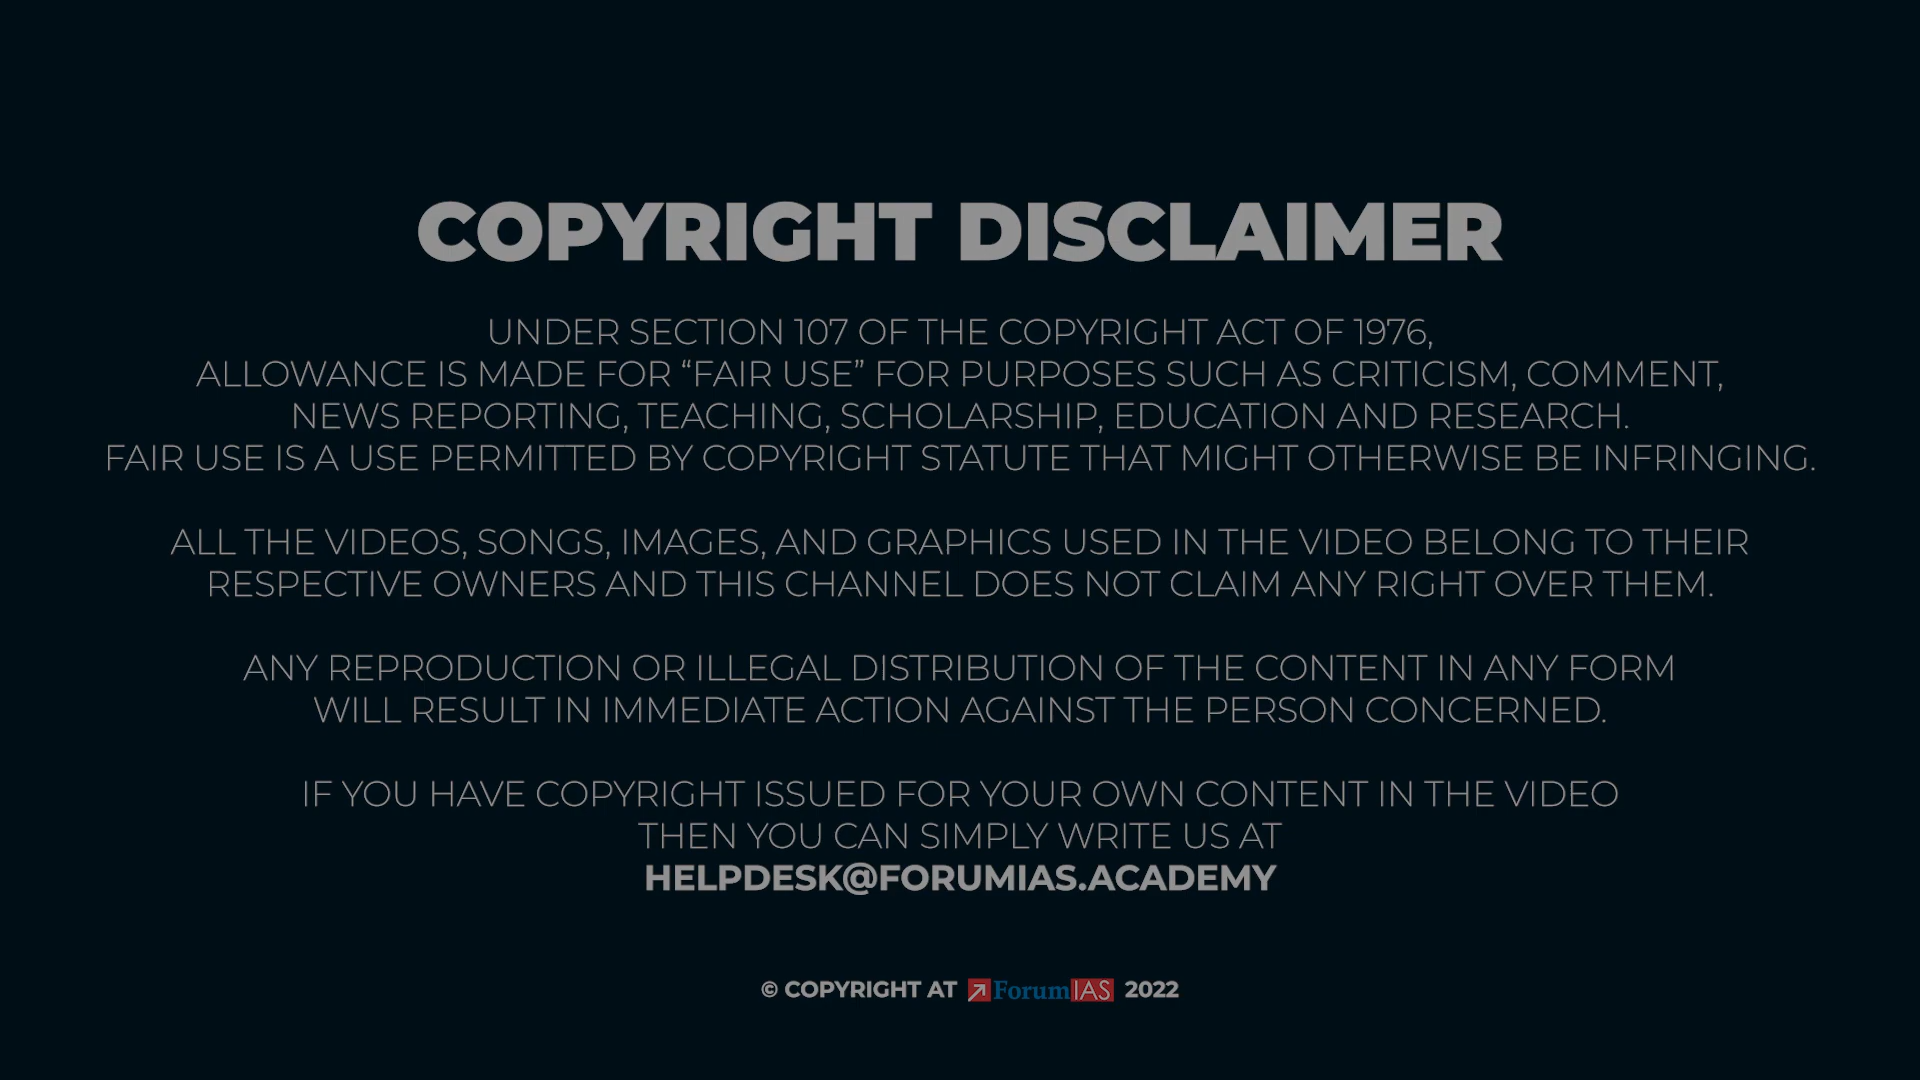 COPYRIGHT DISCLAIMER
UNDER SECTION 107 OF THE COPYRIGHT ACT OF 1976,
ALLOWANCE IS MADE FOR “FAIR USE” FOR PURPOSES SUCH AS CRITICISM, COMMENT,
NEWS REPORTING, TEACHING, SCHOLARSHIP, EDUCATION AND RESEARCH.
FAIR USE IS A USE PERMITTED BY COPYRIGHT STATUTE THAT MIGHT OTHERWISE BE INFRINGING.
ALL THE VIDEOS, SONGS, IMAGES, AND GRAPHICS USED IN THE VIDEO BELONG TO THEIR
RESPECTIVE OWNERS AND THIS CHANNEL DOES NOT CLAIM ANY RIGHT OVER THEM.
ANY REPRODUCTION OR ILLEGAL DISTRIBUTION OF THE CONTENT IN ANY FORM
WILL RESULT IN IMMEDIATE ACTION AGAINST THE PERSON CONCERNED.
IF YOU HAVE COPYRIGHT ISSUED FOR YOUR OWN CONTENT IN THE VIDEO
THEN YOU CAN SIMPLY WRITE US AT
HELPDESK@FORUMIAS.ACADEMY
© COPYRIGHT AT ForumIAS 2022